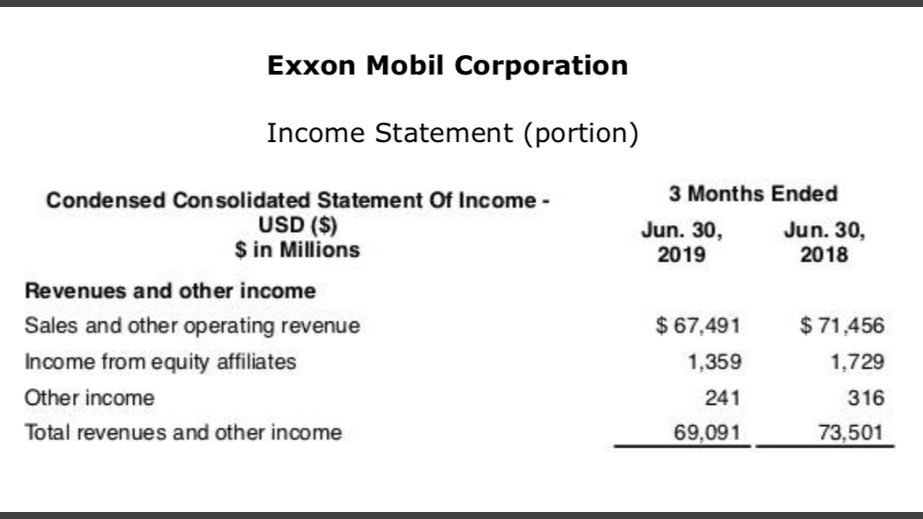 Exxon Mobil Corporation
Income Statement (portion)
Condensed Consolidated Statement Of Income -
USD ($)
$ in Millions
3 Months Ended
Jun. 30,
2019
Jun. 30,
2018
Revenues and other income
Sales and other operating revenue $ 67,491 $ 71,456
Income from equity affiliates 1,359 1,729
Other income 241 316
Total revenues and other income 69,091 73,501